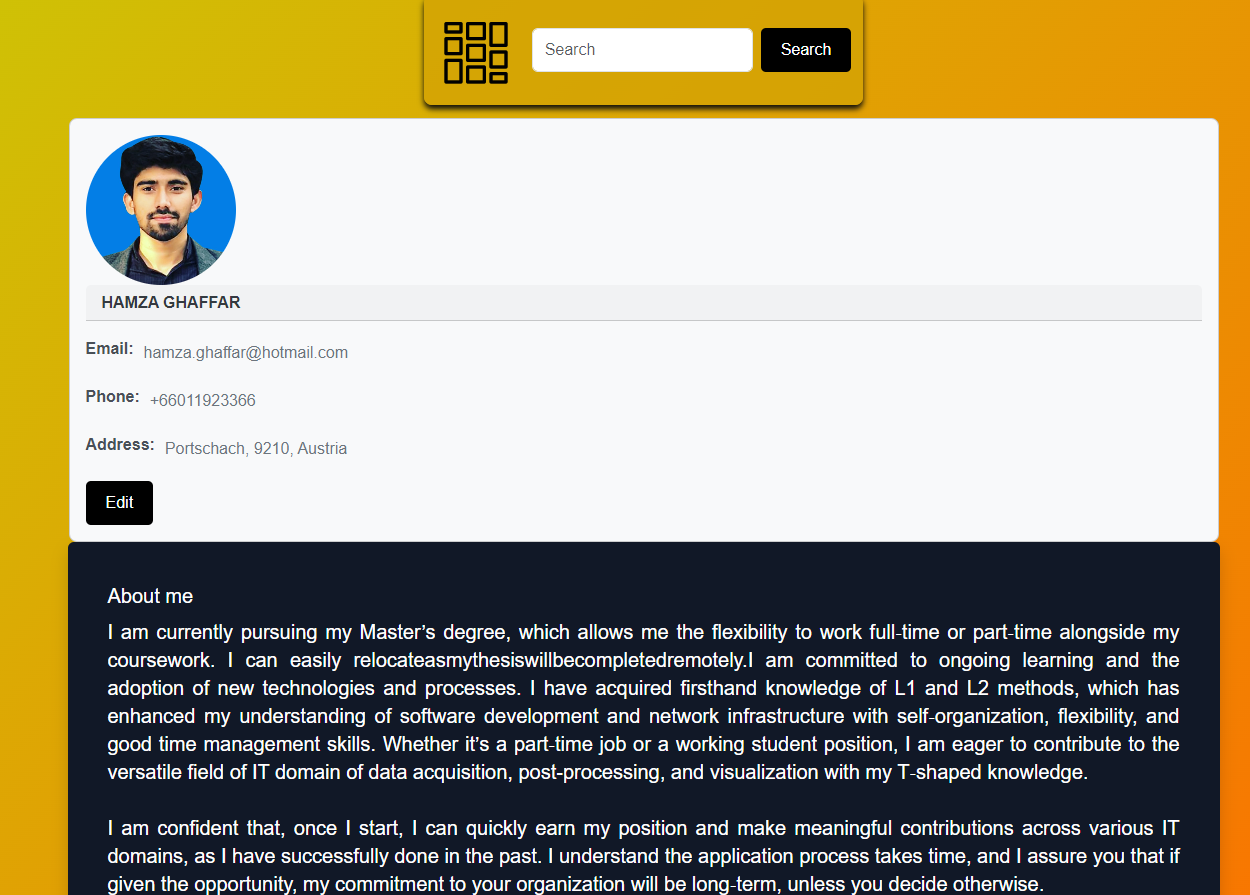 Search Search
HAMZA GHAFFAR
Email: hamza.ghaffar@hotmail.com
Phone: +66011923366
Address: Portschach, 9210, Austria
Edit
About me
I am currently pursuing my Master’s degree, which allows me the flexibility to work full-time or part-time alongside my
coursework. I can easily relocateasmythesiswillbecompletedremotely.I am committed to ongoing learning and the
adoption of new technologies and processes. I have acquired firsthand knowledge of L1 and L2 methods, which has
enhanced my understanding of software development and network infrastructure with self-organization, flexibility, and
good time management skills. Whether it’s a part-time job or a working student position, I am eager to contribute to the
versatile field of IT domain of data acquisition, post-processing, and visualization with my T-shaped knowledge.
I am confident that, once I start, I can quickly earn my position and make meaningful contributions across various IT
domains, as I have successfully done in the past. I understand the application process takes time, and I assure you that if
given the opportunity, my commitment to your organization will be long-term, unless you decide otherwise.